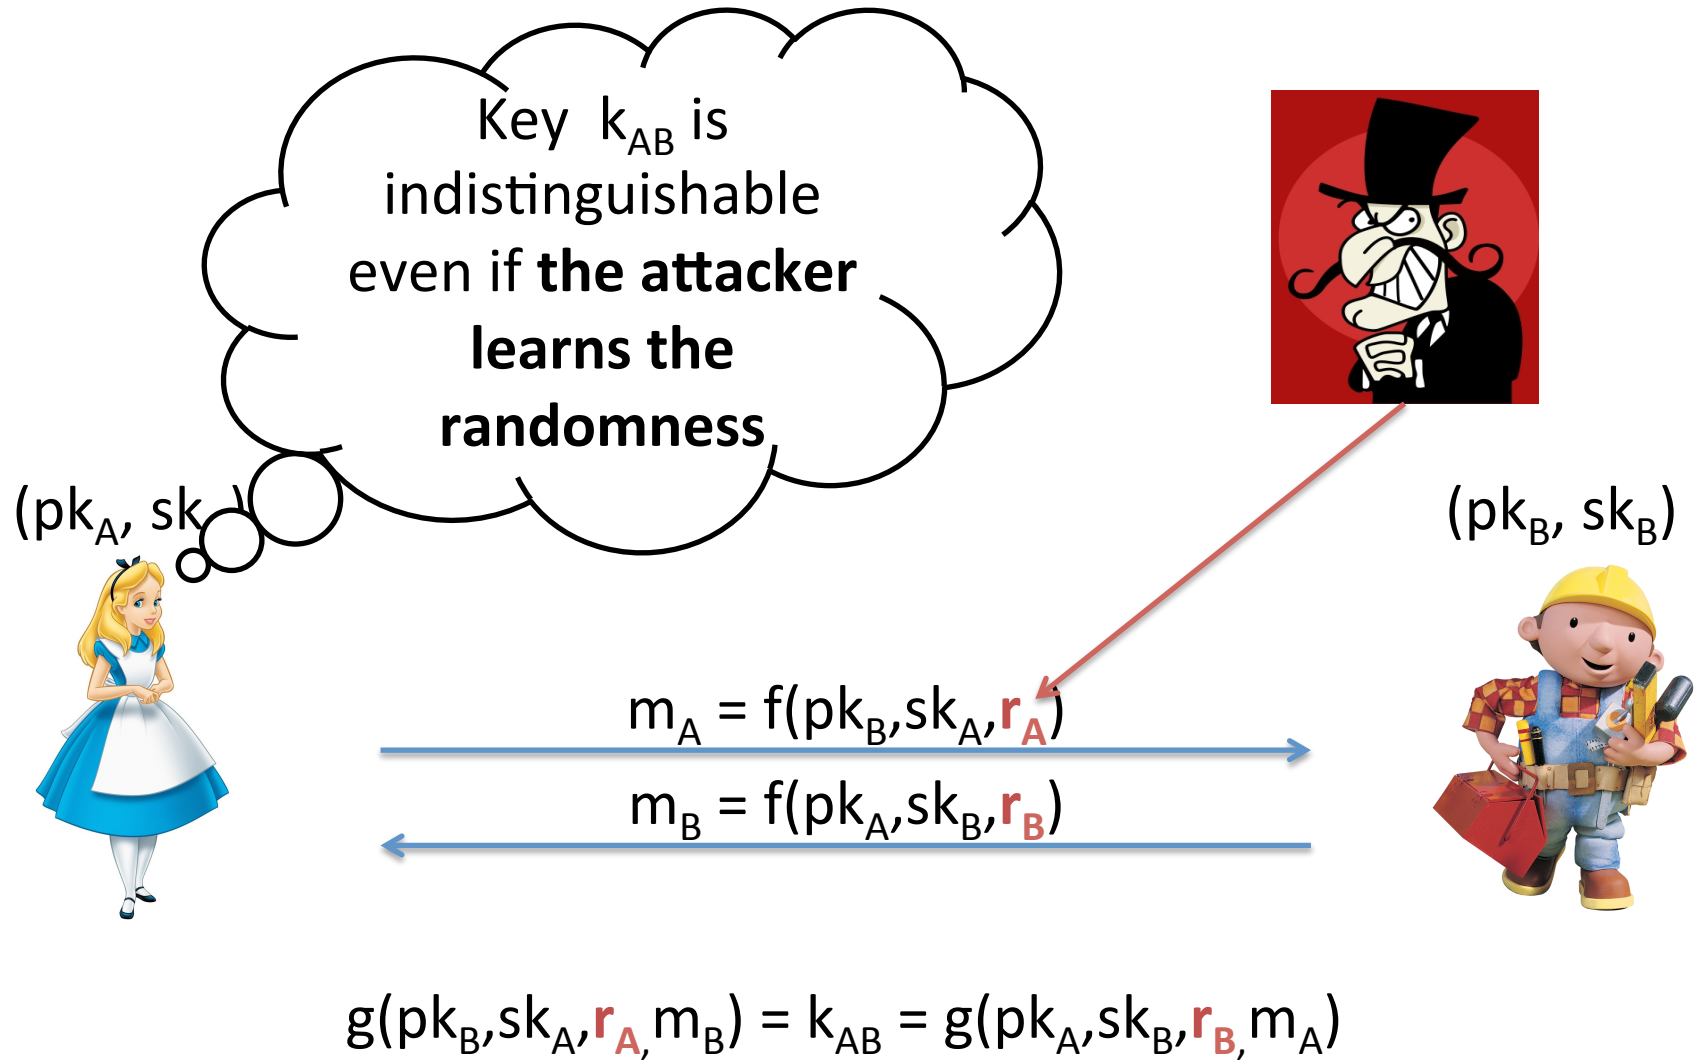 Key k_AB is
indistinguishable
even if the attacker
learns the
randomness
(pk_A, sk )
(pk_B, sk_B)
m_A = f(pk_B,sk_A,r_A)
m_B = f(pk_A,sk_B,r_B)
g(pk_B,sk_A,r_A,m_B) = k_AB = g(pk_A,sk_B,r_B,m_A)